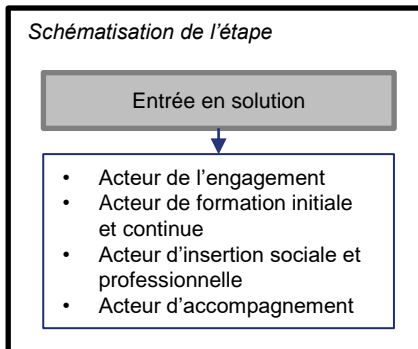 Schématisation de l’étape
Entrée en solution
• Acteur de l’engagement
• Acteur de formation initiale
et continue
• Acteur d’insertion sociale et
professionnelle
• Acteur d’accompagnement